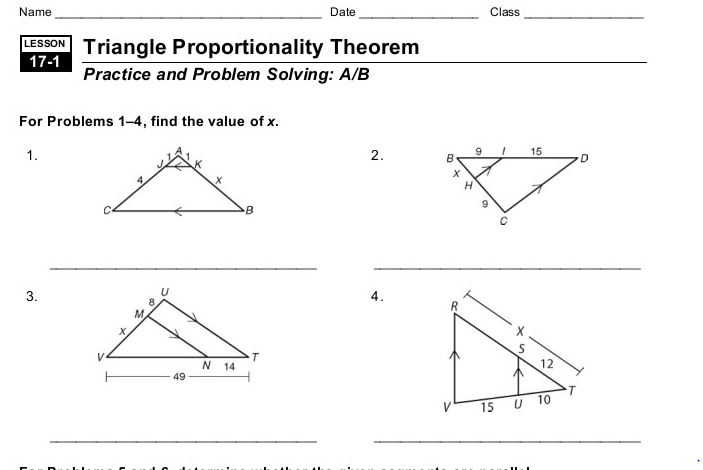 Name Date Class
LESSON
17-1
Triangle Proportionality Theorem
Practice and Problem Solving: A/B
For Problems 1–4, find the value of x.
1.
A
1 1
J K
4 x
C B
2.
B 9 I 15 D
x
H
9
C
3.
U
8
M
x
V N 14 T
49
4.
R
X
S
12
T
V 15 U 10